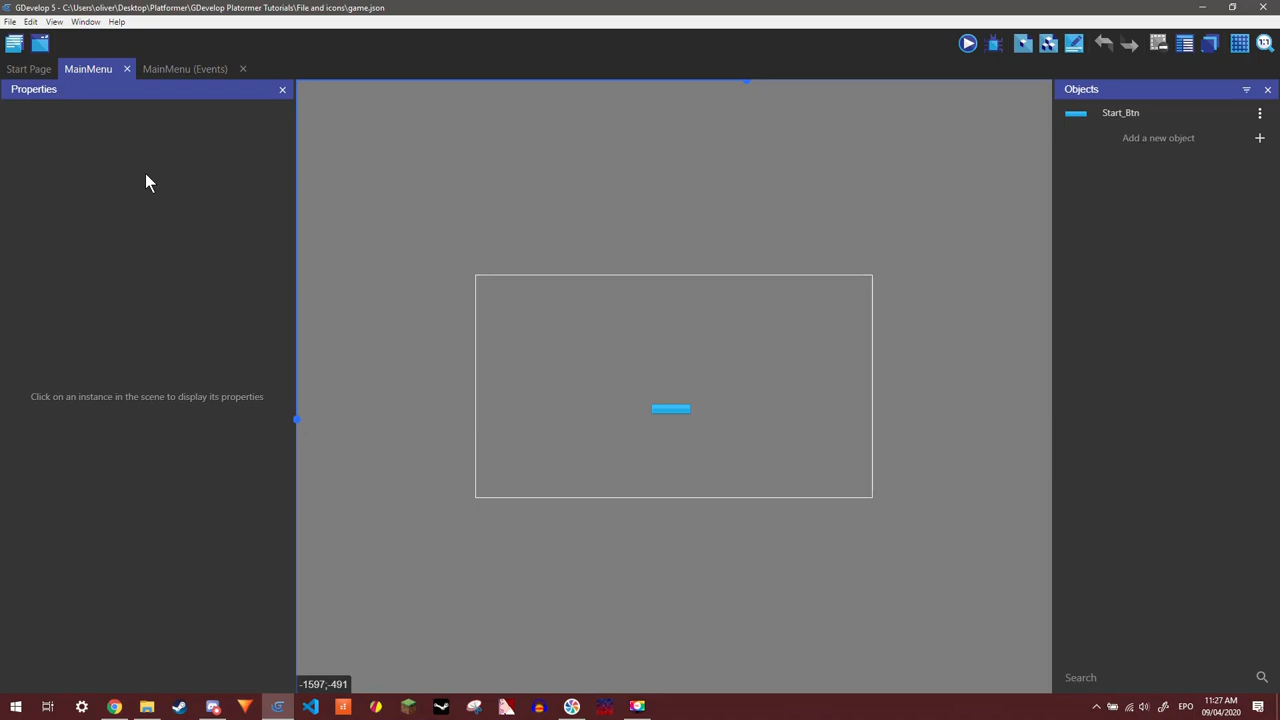 GDevelop 5 - C:\Users\oliver\Desktop\Platformer\GDevelop Platormer Tutorials\File and icons\game.json
File Edit View Window Help
Start Page MainMenu MainMenu (Events)
Properties
Objects
Start_Btn
Add a new object
Click on an instance in the scene to display its properties
-1597;-491
Search
EPO
11:27 AM
09/04/2020